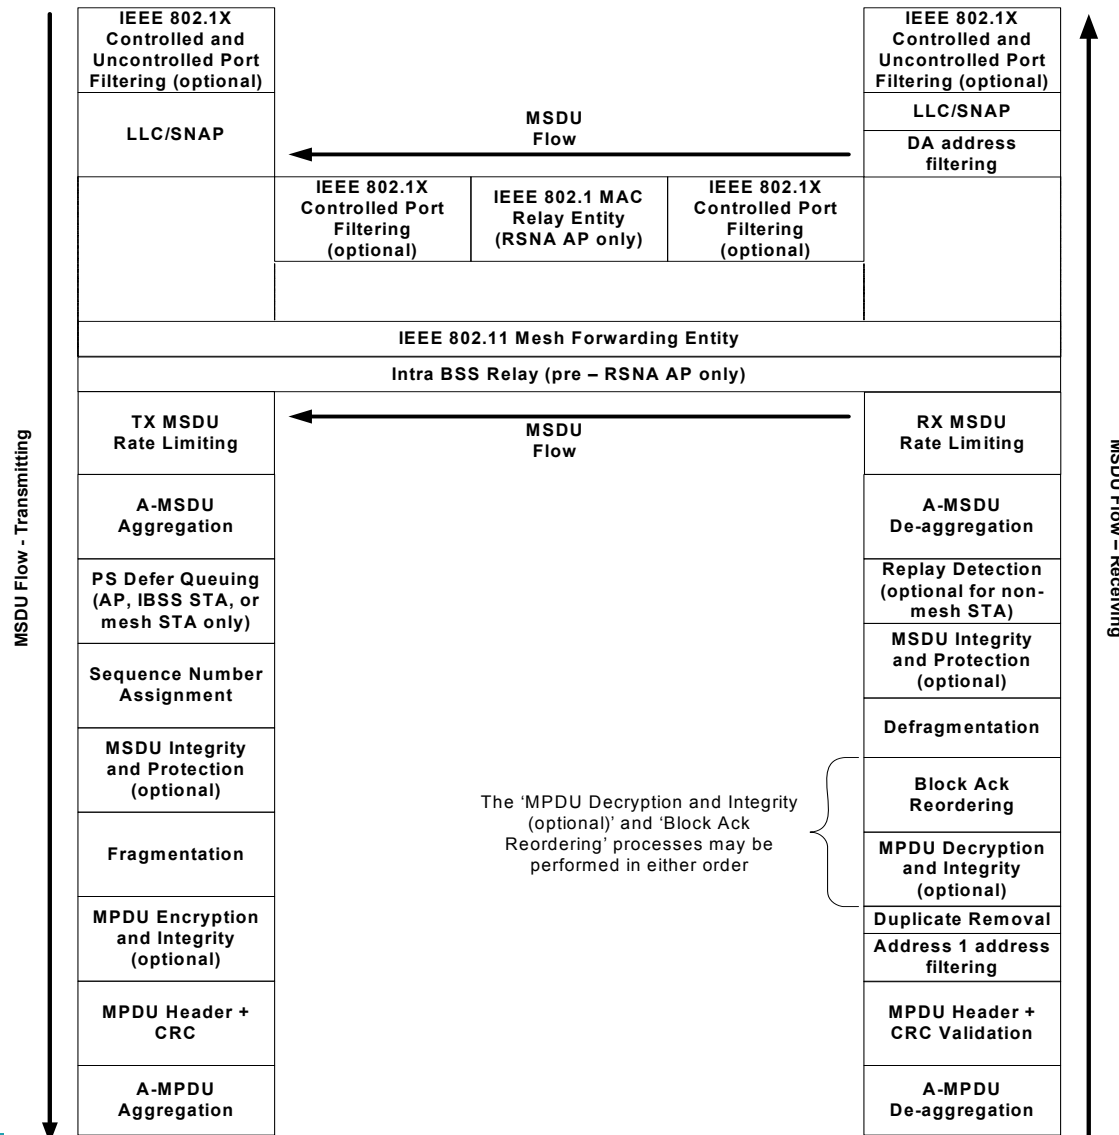 IEEE 802.1X
Controlled and
Uncontrolled Port
Filtering (optional)
LLC/SNAP
MSDU
Flow
IEEE 802.1X
Controlled and
Uncontrolled Port
Filtering (optional)
LLC/SNAP
DA address
filtering
IEEE 802.1X
Controlled Port
Filtering
(optional)
IEEE 802.1 MAC
Relay Entity
(RSNA AP only)
IEEE 802.1X
Controlled Port
Filtering
(optional)
IEEE 802.11 Mesh Forwarding Entity
Intra BSS Relay (pre – RSNA AP only)
MSDU Flow - Transmitting
TX MSDU
Rate Limiting
A-MSDU
Aggregation
PS Defer Queuing
(AP, IBSS STA, or
mesh STA only)
Sequence Number
Assignment
MSDU Integrity
and Protection
(optional)
Fragmentation
MPDU Encryption
and Integrity
(optional)
MPDU Header +
CRC
A-MPDU
Aggregation
MSDU
Flow
The ‘MPDU Decryption and Integrity
(optional)’ and ‘Block Ack
Reordering’ processes may be
performed in either order
RX MSDU
Rate Limiting
A-MSDU
De-aggregation
Replay Detection
(optional for non-
mesh STA)
MSDU Integrity
and Protection
(optional)
Defragmentation
Block Ack
Reordering
MPDU Decryption
and Integrity
(optional)
Duplicate Removal
Address 1 address
filtering
MPDU Header +
CRC Validation
A-MPDU
De-aggregation
MSDU Flow – Receiving